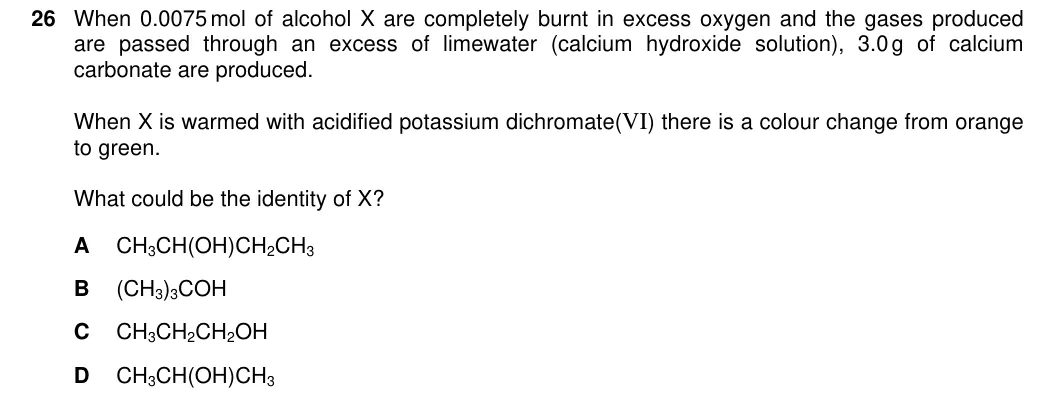 26 When 0.0075 mol of alcohol X are completely burnt in excess oxygen and the gases produced
are passed through an excess of limewater (calcium hydroxide solution), 3.0 g of calcium
carbonate are produced.
When X is warmed with acidified potassium dichromate(VI) there is a colour change from orange
to green.
What could be the identity of X?
A CH₃CH(OH)CH₂CH₃
B (CH₃)₃COH
C CH₃CH₂CH₂OH
D CH₃CH(OH)CH₃